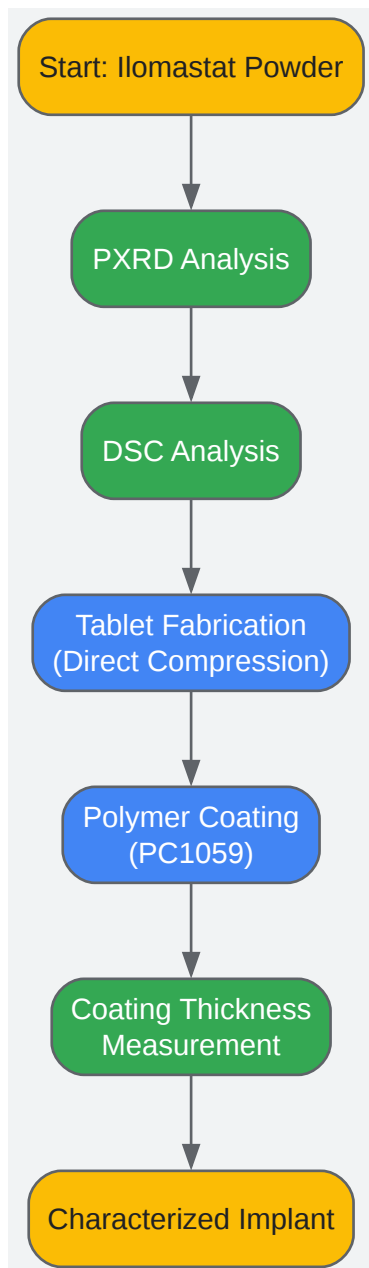 Start: Ilomastat Powder
PXRD Analysis
DSC Analysis
Tablet Fabrication
(Direct Compression)
Polymer Coating
(PC1059)
Coating Thickness
Measurement
Characterized Implant